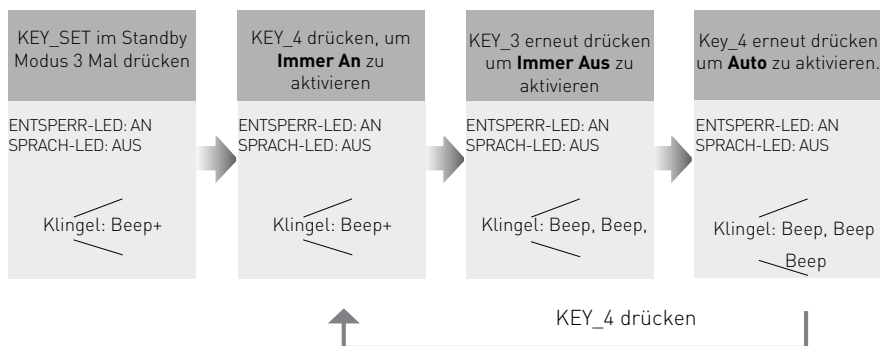 KEY_SET im Standby
Modus 3 Mal drücken
ENTSPERR-LED: AN
SPRACH-LED: AUS
Klingel: Beep+
KEY_4 drücken, um
Immer An zu
aktivieren
ENTSPERR-LED: AN
SPRACH-LED: AUS
Klingel: Beep+
KEY_3 erneut drücken
um Immer Aus zu
aktivieren
ENTSPERR-LED: AN
SPRACH-LED: AUS
Klingel: Beep, Beep,
Key_4 erneut drücken
um Auto zu aktivieren.
ENTSPERR-LED: AN
SPRACH-LED: AUS
Klingel: Beep, Beep
Beep
KEY_4 drücken